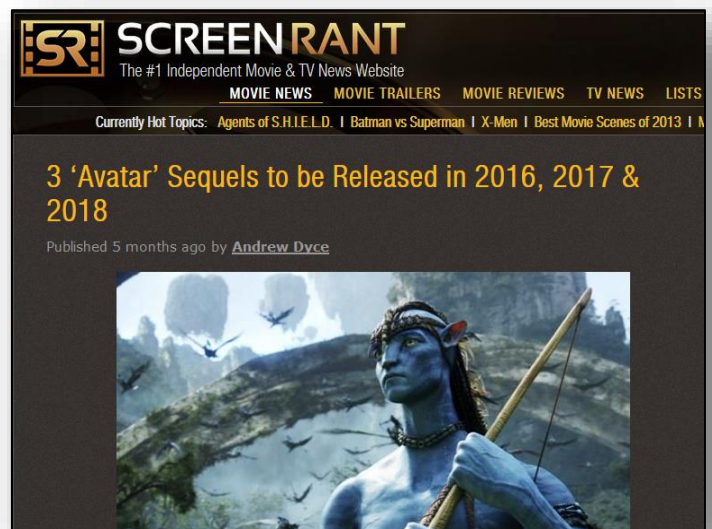 SR SCREENRANT
The #1 Independent Movie & TV News Website
MOVIE NEWS MOVIE TRAILERS MOVIE REVIEWS TV NEWS LISTS
Currently Hot Topics: Agents of S.H.I.E.L.D. | Batman vs Superman | X-Men | Best Movie Scenes of 2013 |
3 ‘Avatar’ Sequels to be Released in 2016, 2017 &
2018
Published 5 months ago by Andrew Dyce